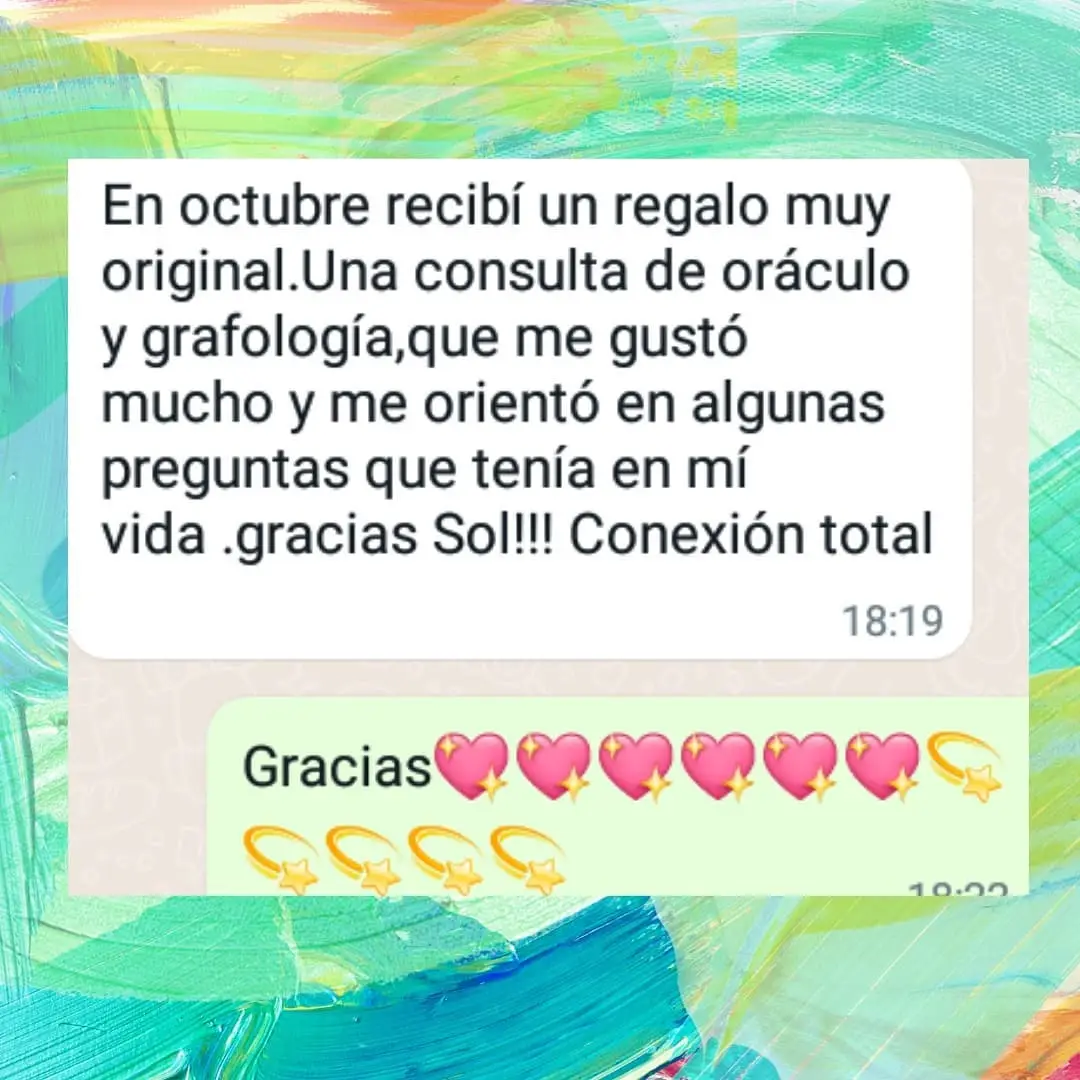 En octubre recibí un regalo muy
original.Una consulta de oráculo
y grafología,que me gustó
mucho y me orientó en algunas
preguntas que tenía en mí
vida .gracias Sol!!! Conexión total
18:19
Gracias💖💖💖💖💖💖💫
💫💫💫💫